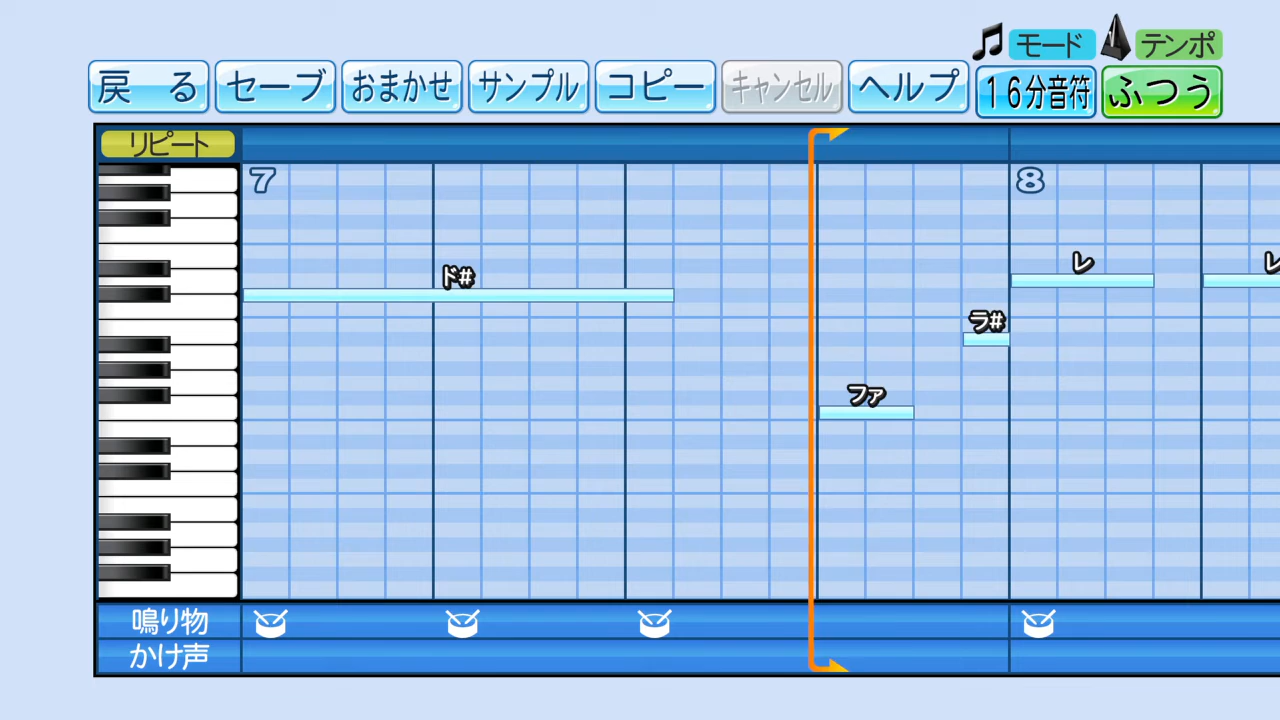 モード テンポ
戻る セーブ おまかせ サンプル コピー キャンセル ヘルプ 16分音符 ふつう
リピート
7 8
レ レ
ド#
ラ#
ファ
鳴り物
かけ声